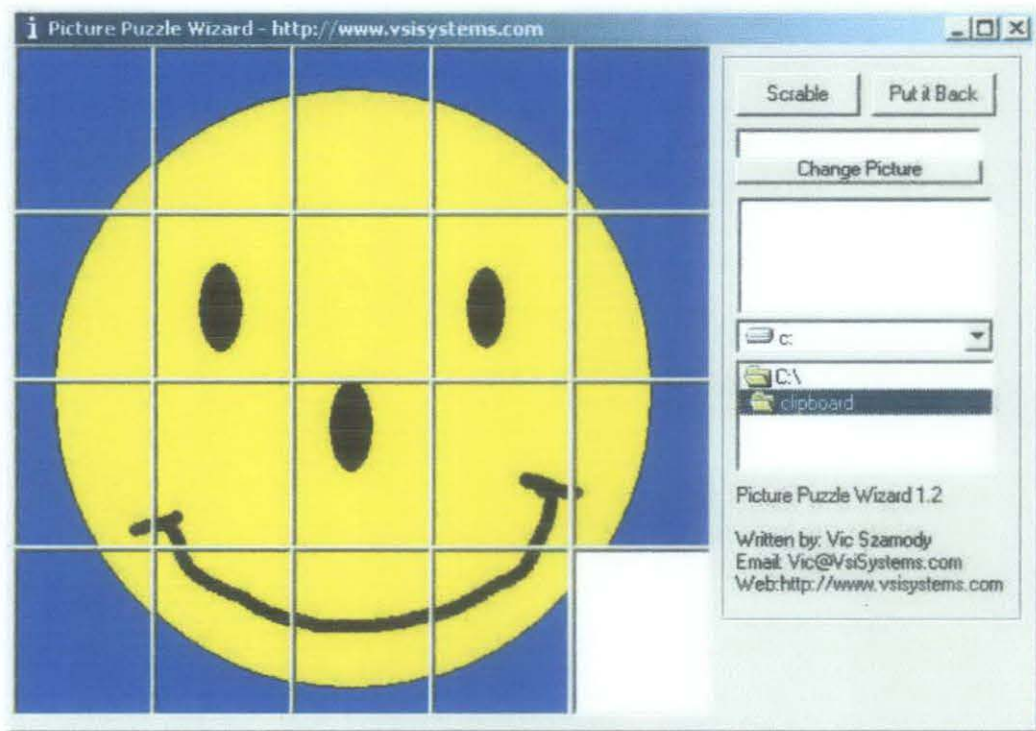 Picture Puzzle Wizard - http://www.vsisystems.com
Scrable
Put it Back
Change Picture
c:
C:\
clipboard
Picture Puzzle Wizard 1.2
Written by: Vic Szamody
Email: Vic@VsiSystems.com
Web:http://www.vsisystems.com